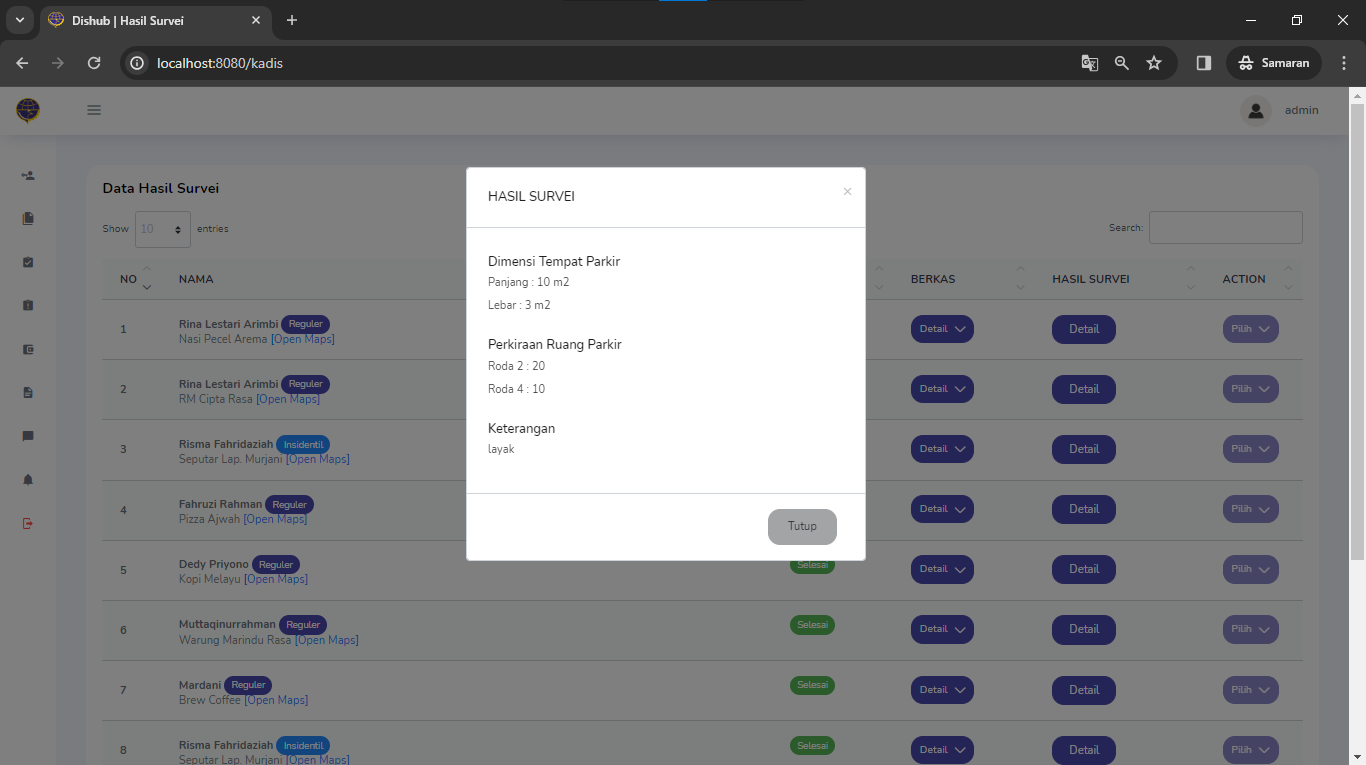 Dishub | Hasil Survei
localhost:8080/kadis
Samaran
admin
Data Hasil Survei
Show 10 entries
Search:
NO NAMA BERKAS HASIL SURVEI ACTION
1 Rina Lestari Arimbi Reguler Detail Detail Pilih
Nasi Pecel Arema [Open Maps]
2 Rina Lestari Arimbi Reguler Detail Detail Pilih
RM Cipta Rasa [Open Maps]
3 Risma Fahridaziah Insidentil Detail Detail Pilih
Seputar Lap. Murjani [Open Maps]
4 Fahruzi Rahman Reguler Detail Detail Pilih
Pizza Ajwah [Open Maps]
5 Dedy Priyono Reguler Selesai Detail Detail Pilih
Kopi Melayu [Open Maps]
6 Muttaqinurrahman Reguler Selesai Detail Detail Pilih
Warung Marindu Rasa [Open Maps]
7 Mardani Reguler Selesai Detail Detail Pilih
Brew Coffee [Open Maps]
8 Risma Fahridaziah Insidentil Selesai Detail Detail Pilih
Seputar Lap. Murjani [Open Maps]
HASIL SURVEI ×
Dimensi Tempat Parkir
Panjang : 10 m2
Lebar : 3 m2
Perkiraan Ruang Parkir
Roda 2 : 20
Roda 4 : 10
Keterangan
layak
Tutup